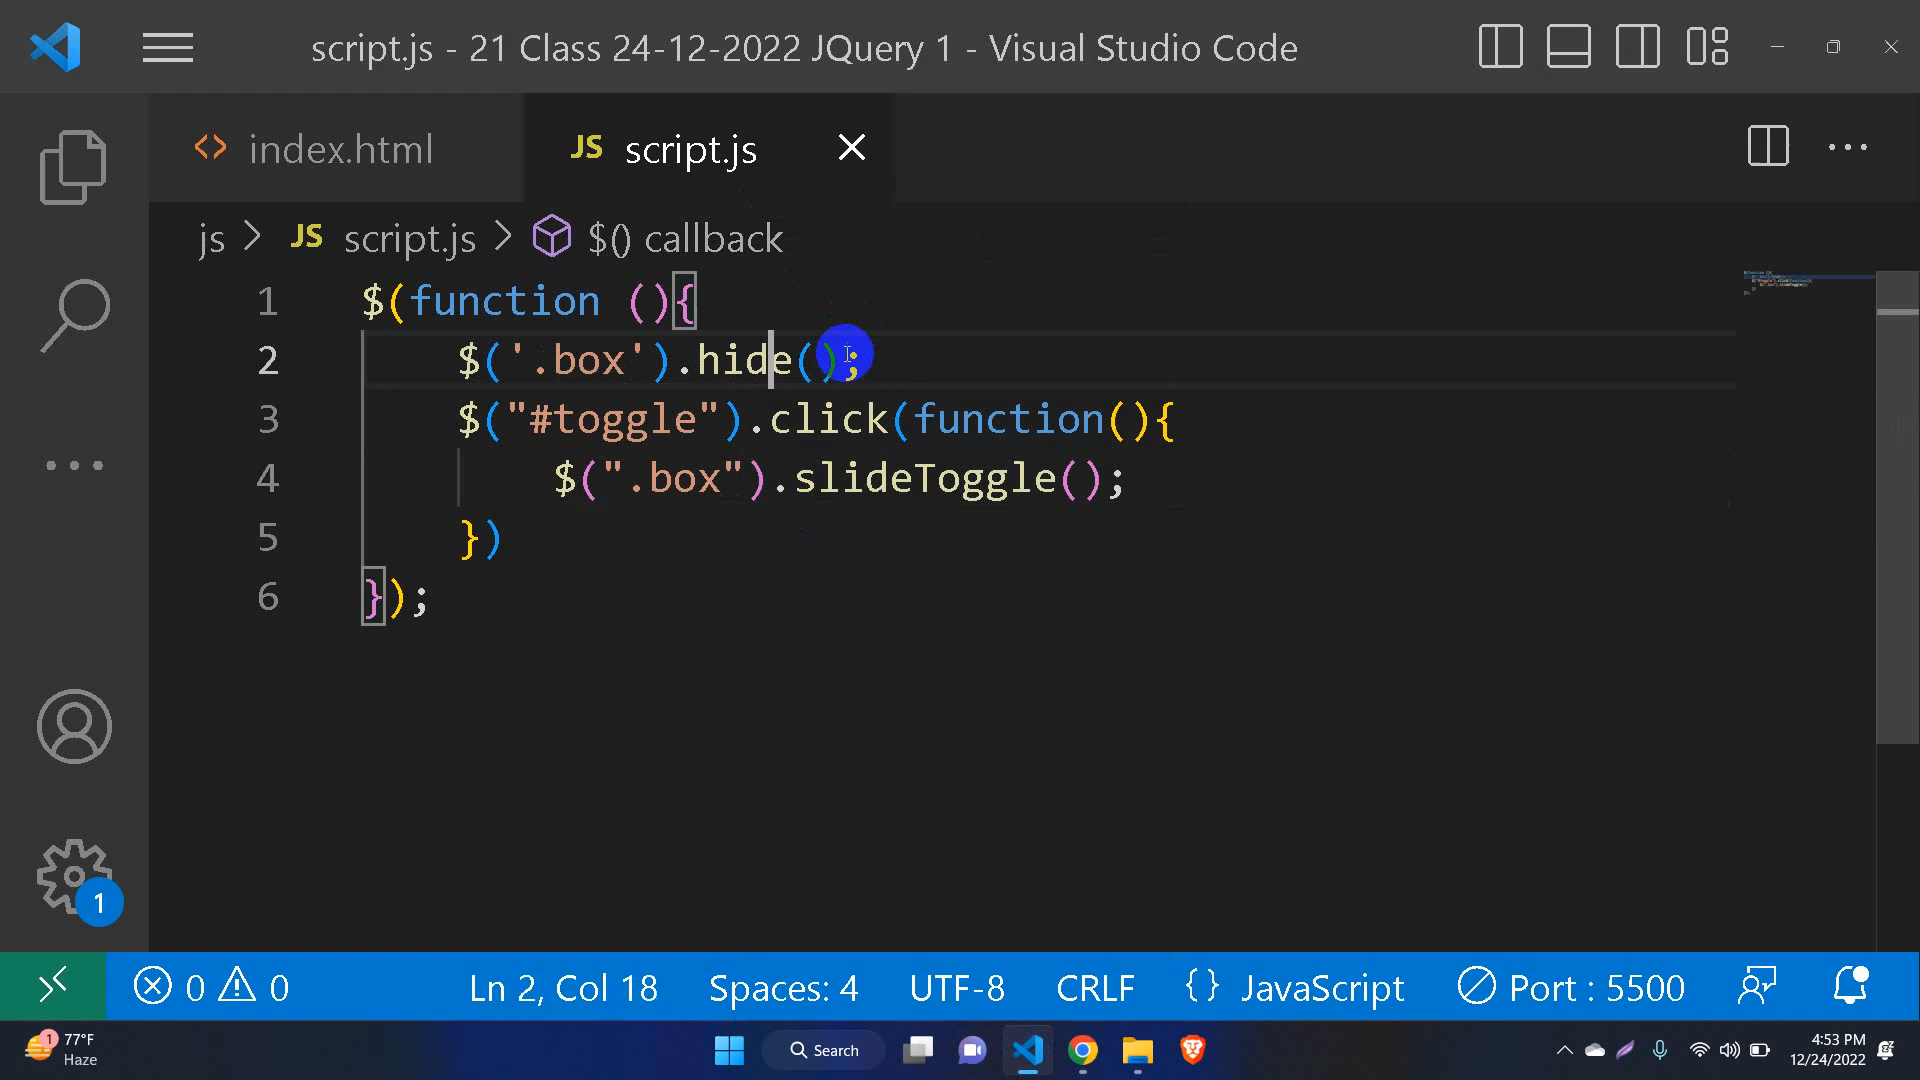 script.js - 21 Class 24-12-2022 JQuery 1 - Visual Studio Code
index.html
JS script.js
js > JS script.js > $() callback
1 $(function (){
2 $('.box').hide();
3 $("#toggle").click(function(){
4 $(".box").slideToggle();
5 })
6 });
1
0 0 Ln 2, Col 18 Spaces: 4 UTF-8 CRLF {} JavaScript Port : 5500
1 77°F
Haze
Search
4:53 PM
12/24/2022